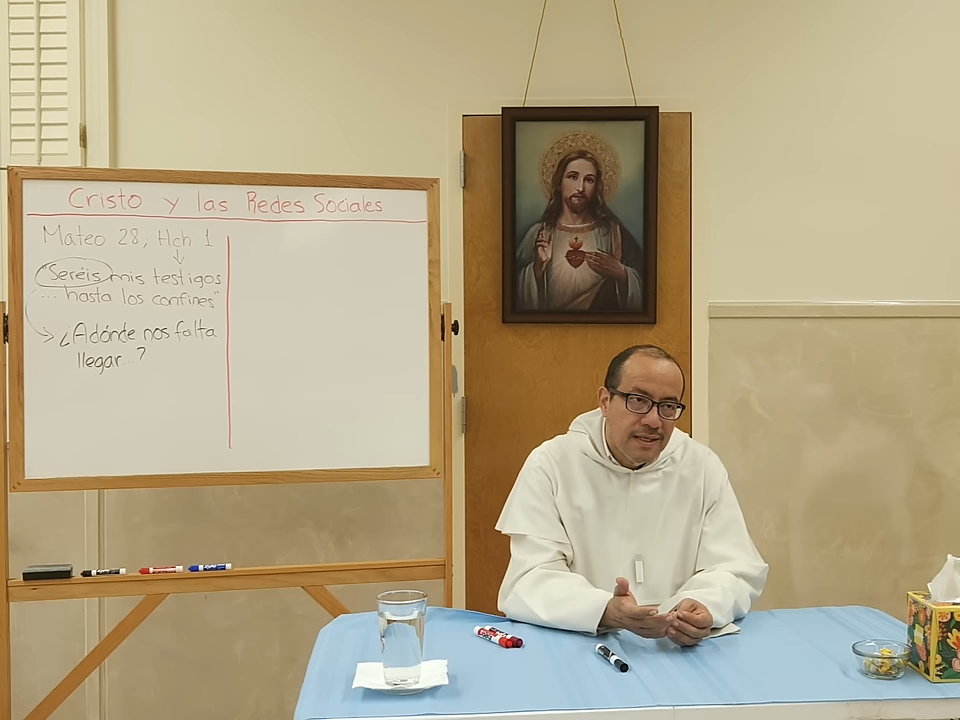 Cristo y las Redes Sociales
Mateo 28, Hch 1
"Seréis mis testigos
... hasta los confines"
¿Adónde nos falta
llegar...?